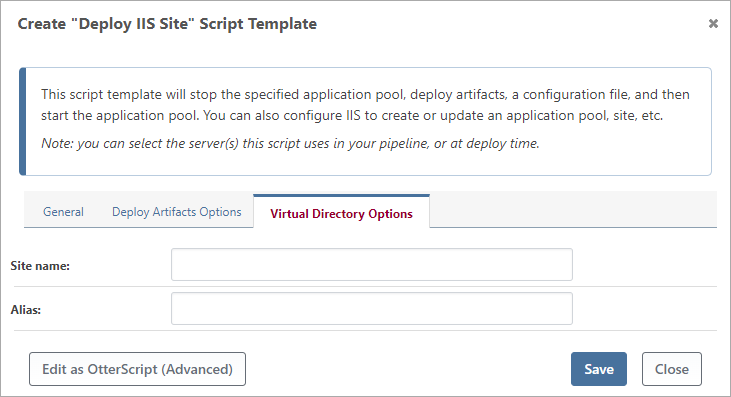 Create "Deploy IIS Site" Script Template
This script template will stop the specified application pool, deploy artifacts, a configuration file, and then
start the application pool. You can also configure IIS to create or update an application pool, site, etc.
Note: you can select the server(s) this script uses in your pipeline, or at deploy time.
General Deploy Artifacts Options Virtual Directory Options
Site name:
Alias:
Edit as OtterScript (Advanced) Save Close